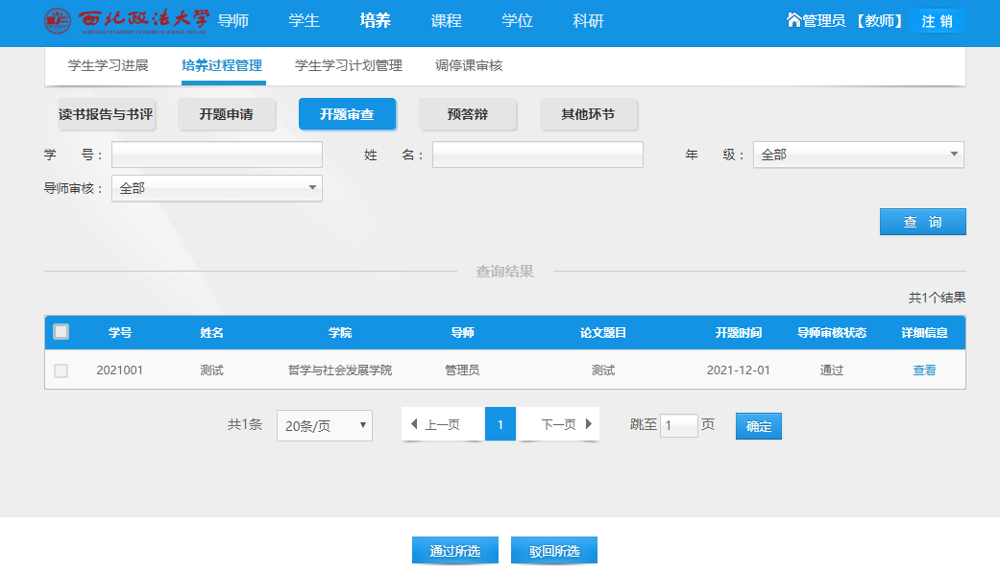 西北政法大学 导师 学生 培养 课程 学位 科研 管理员 【教师】 注 销
NORTHWEST UNIVERSITY OF POLITICAL SCIENCE AND LAW
学生学习进展 培养过程管理 学生学习计划管理 调停课审核
读书报告与书评 开题申请 开题审查 预答辩 其他环节
学 号： 姓 名： 年 级： 全部
导师审核： 全部
查 询
查询结果
共1个结果
学号 姓名 学院 导师 论文题目 开题时间 导师审核状态 详细信息
2021001 测试 哲学与社会发展学院 管理员 测试 2021-12-01 通过 查看
共1条 20条/页 上一页 1 下一页 跳至 1 页 确定
通过所选 驳回所选